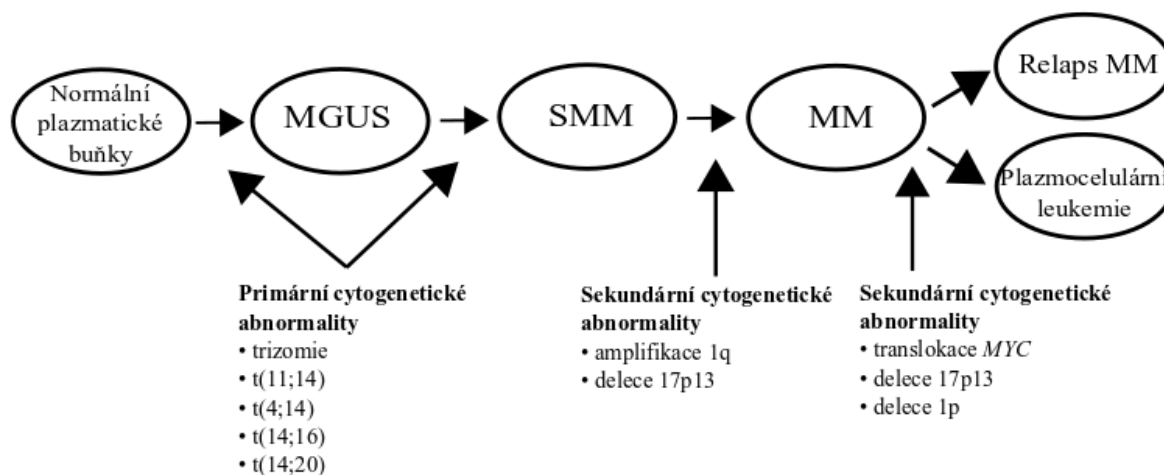 Normální
plazmatické
buňky
MGUS
SMM
MM
Relaps MM
Plazmocelulární
leukemie
Primární cytogenetické
abnormality
• trizomie
• t(11;14)
• t(4;14)
• t(14;16)
• t(14;20)
Sekundární cytogenetické
abnormality
• amplifikace 1q
• delece 17p13
Sekundární cytogenetické
abnormality
• translokace MYC
• delece 17p13
• delece 1p